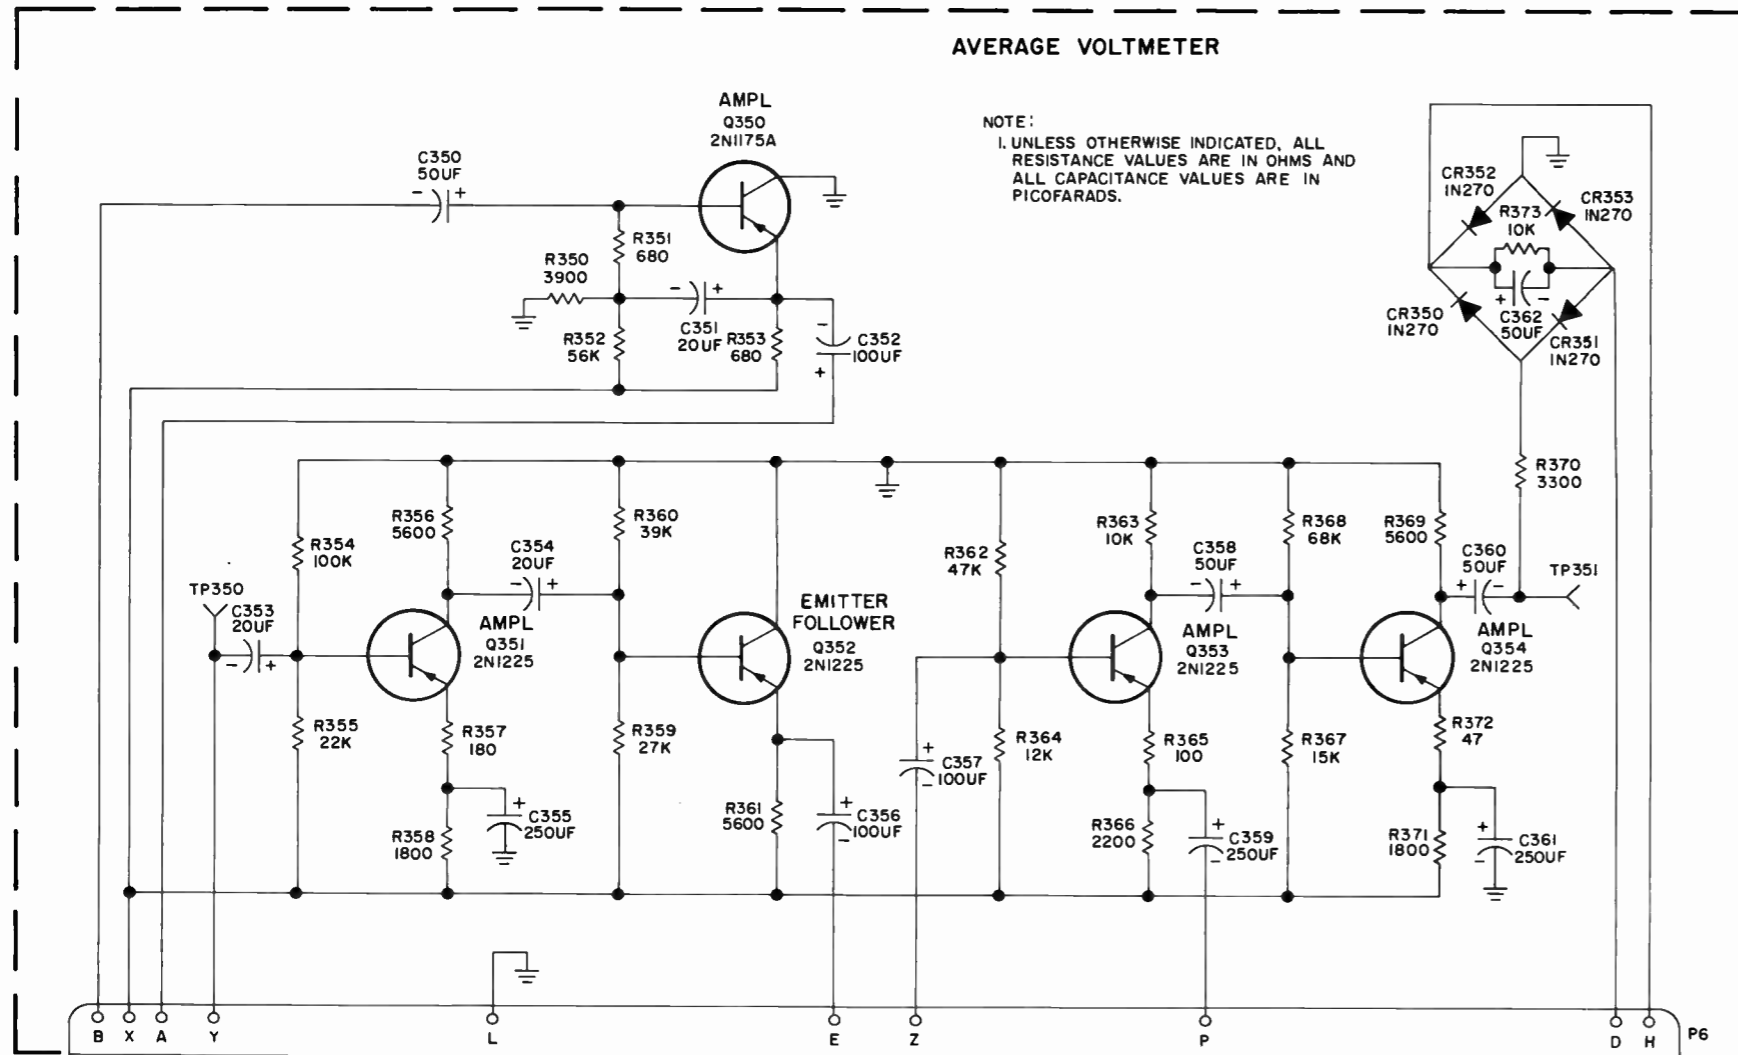 AVERAGE VOLTMETER
NOTE:
1. UNLESS OTHERWISE INDICATED, ALL
RESISTANCE VALUES ARE IN OHMS AND
ALL CAPACITANCE VALUES ARE IN
PICOFARADS.
AMPL
Q350
2N1175A
C350
50UF
- +
R351
680
R350
3900
- +
C351
20UF
R352
56K
R353
680
-
C352
100UF
+
CR352
1N270
CR353
1N270
R373
10K
CR350
1N270
+ -
C362
50UF
CR351
1N270
R370
3300
R354
100K
R356
5600
C354
20UF
- +
R360
39K
R362
47K
R363
10K
C358
50UF
- +
R368
68K
R369
5600
C360
50UF
+ -
TP351
TP350
C353
20UF
- +
AMPL
Q351
2N1225
EMITTER
FOLLOWER
Q352
2N1225
AMPL
Q353
2N1225
AMPL
Q354
2N1225
R355
22K
R357
180
R359
27K
+
C357
100UF
-
R364
12K
R365
100
R367
15K
R372
47
R358
1800
+
C355
250UF
R361
5600
+
C356
100UF
-
R366
2200
+
C359
250UF
-
R371
1800
+
C361
250UF
-
B X A Y L E Z P D H P6